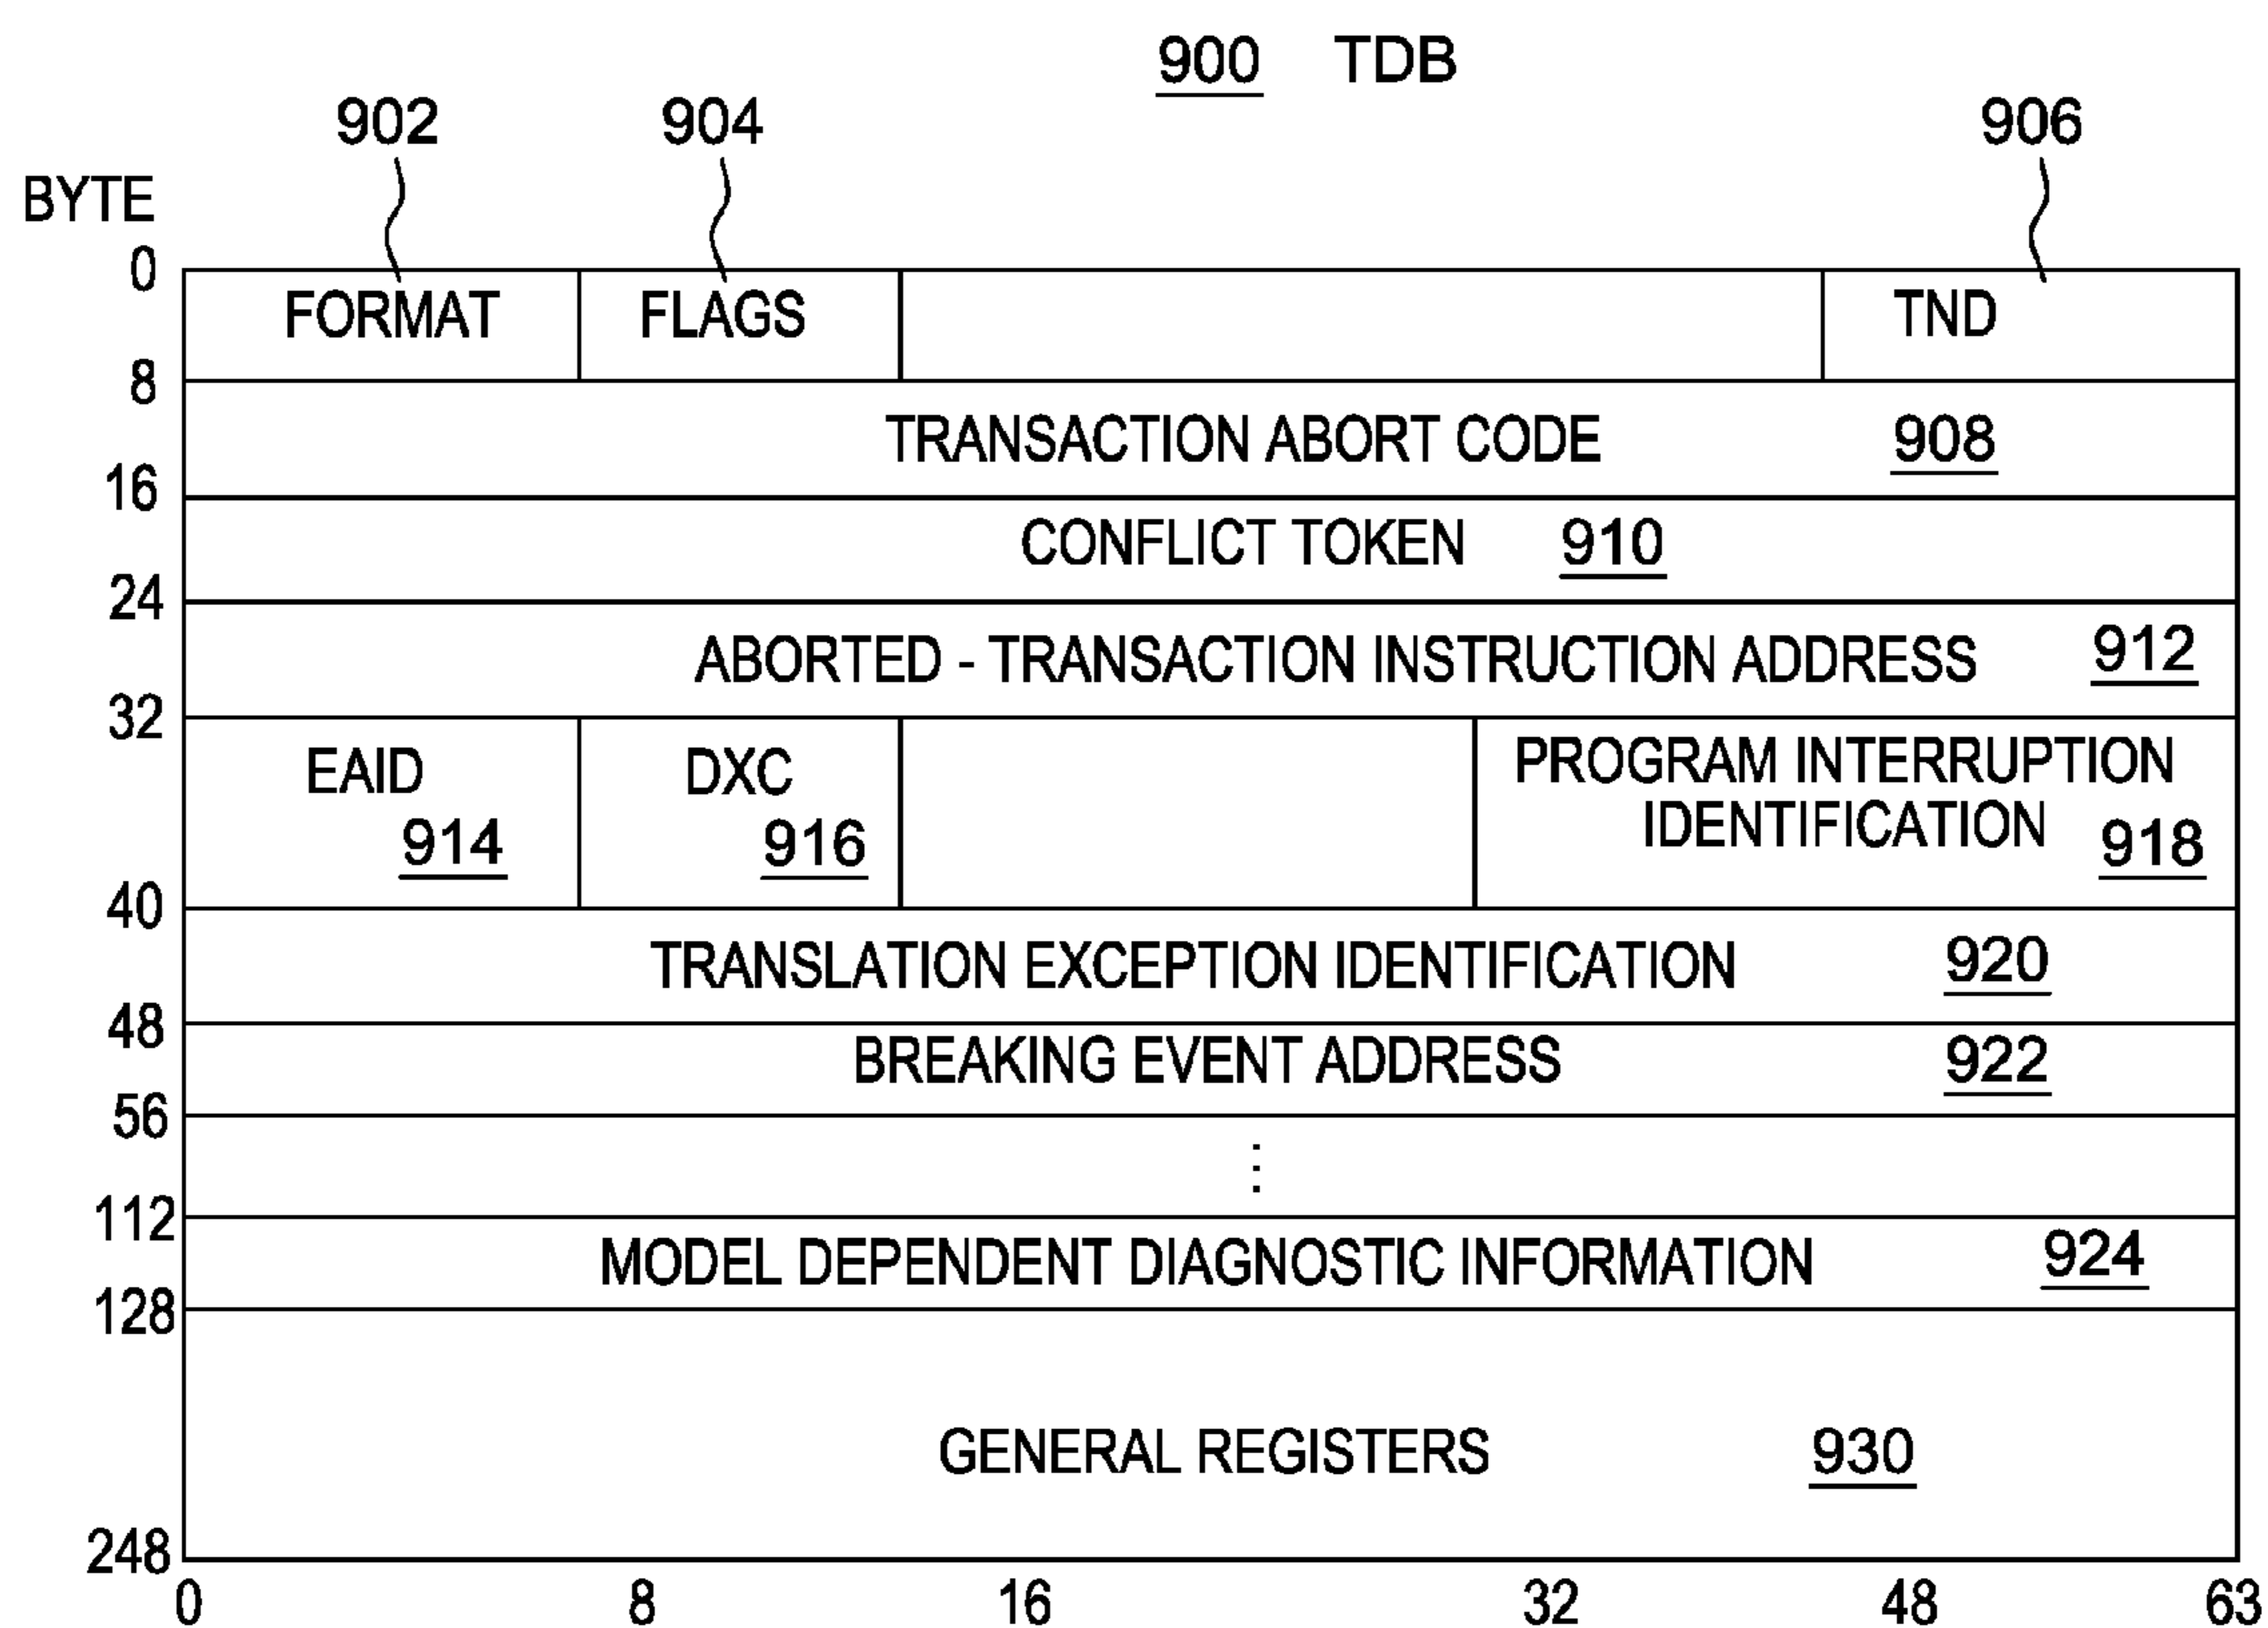 900 TDB
902 904 906
BYTE
0
FORMAT FLAGS TND
8
TRANSACTION ABORT CODE 908
16
CONFLICT TOKEN 910
24
ABORTED - TRANSACTION INSTRUCTION ADDRESS 912
32
EAID DXC PROGRAM INTERRUPTION
914 916 IDENTIFICATION 918
40
TRANSLATION EXCEPTION IDENTIFICATION 920
48
BREAKING EVENT ADDRESS 922
56
⋮
112
MODEL DEPENDENT DIAGNOSTIC INFORMATION 924
128
GENERAL REGISTERS 930
248
0 8 16 32 48 63